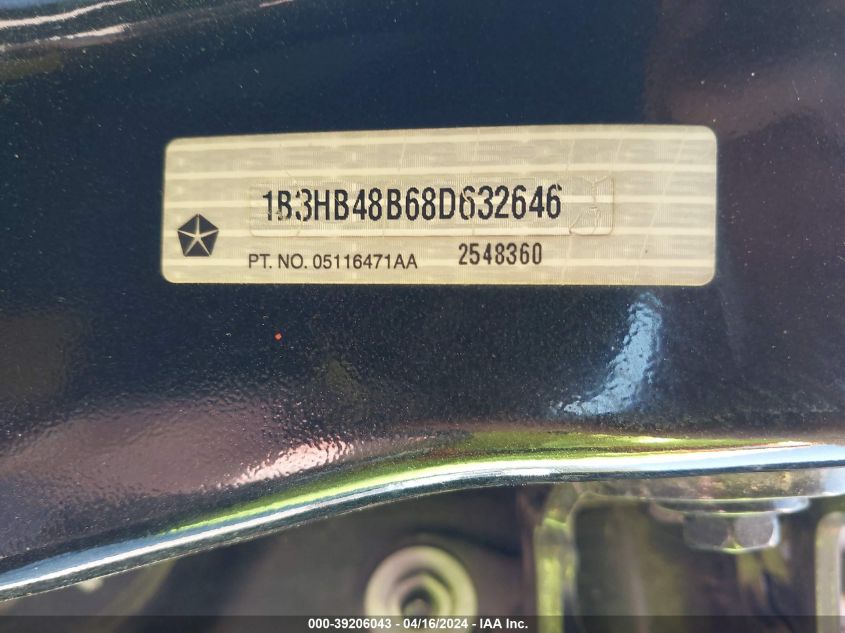 1B3HB48B68D632646
PT. NO. 05116471AA 2548360
000-39206043 - 04/16/2024 - IAA Inc.